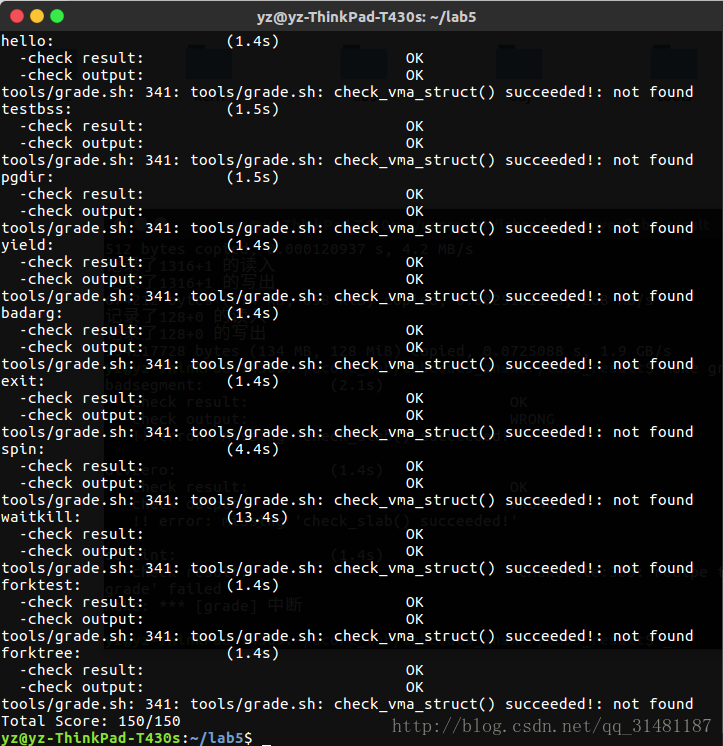 yz@yz-ThinkPad-T430s: ~/lab5
hello: (1.4s)
-check result: OK
-check output: OK
tools/grade.sh: 341: tools/grade.sh: check_vma_struct() succeeded!: not found
testbss: (1.5s)
-check result: OK
-check output: OK
tools/grade.sh: 341: tools/grade.sh: check_vma_struct() succeeded!: not found
pgdir: (1.5s)
-check result: OK
-check output: OK
tools/grade.sh: 341: tools/grade.sh: check_vma_struct() succeeded!: not found
yield: (1.4s)
-check result: OK
-check output: OK
tools/grade.sh: 341: tools/grade.sh: check_vma_struct() succeeded!: not found
badarg: (1.4s)
-check result: OK
-check output: OK
tools/grade.sh: 341: tools/grade.sh: check_vma_struct() succeeded!: not found
exit: (1.4s)
-check result: OK
-check output: OK
tools/grade.sh: 341: tools/grade.sh: check_vma_struct() succeeded!: not found
spin: (4.4s)
-check result: OK
-check output: OK
tools/grade.sh: 341: tools/grade.sh: check_vma_struct() succeeded!: not found
waitkill: (13.4s)
-check result: OK
-check output: OK
tools/grade.sh: 341: tools/grade.sh: check_vma_struct() succeeded!: not found
forktest: (1.4s)
-check result: OK
-check output: OK
tools/grade.sh: 341: tools/grade.sh: check_vma_struct() succeeded!: not found
forktree: (1.4s)
-check result: OK
-check output: OK
tools/grade.sh: 341: tools/grade.sh: check_vma_struct() succeeded!: not found
Total Score: 150/150
yz@yz-ThinkPad-T430s:~/lab5$ _
http://blog.csdn.net/qq_31481187